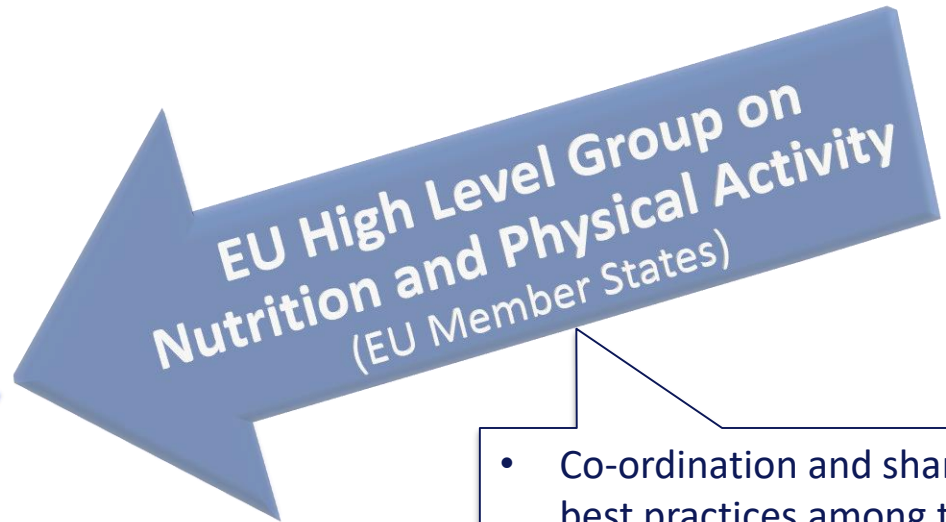 EU High Level Group on
Nutrition and Physical Activity
(EU Member States)
• Co-ordination and shar
best practices among t